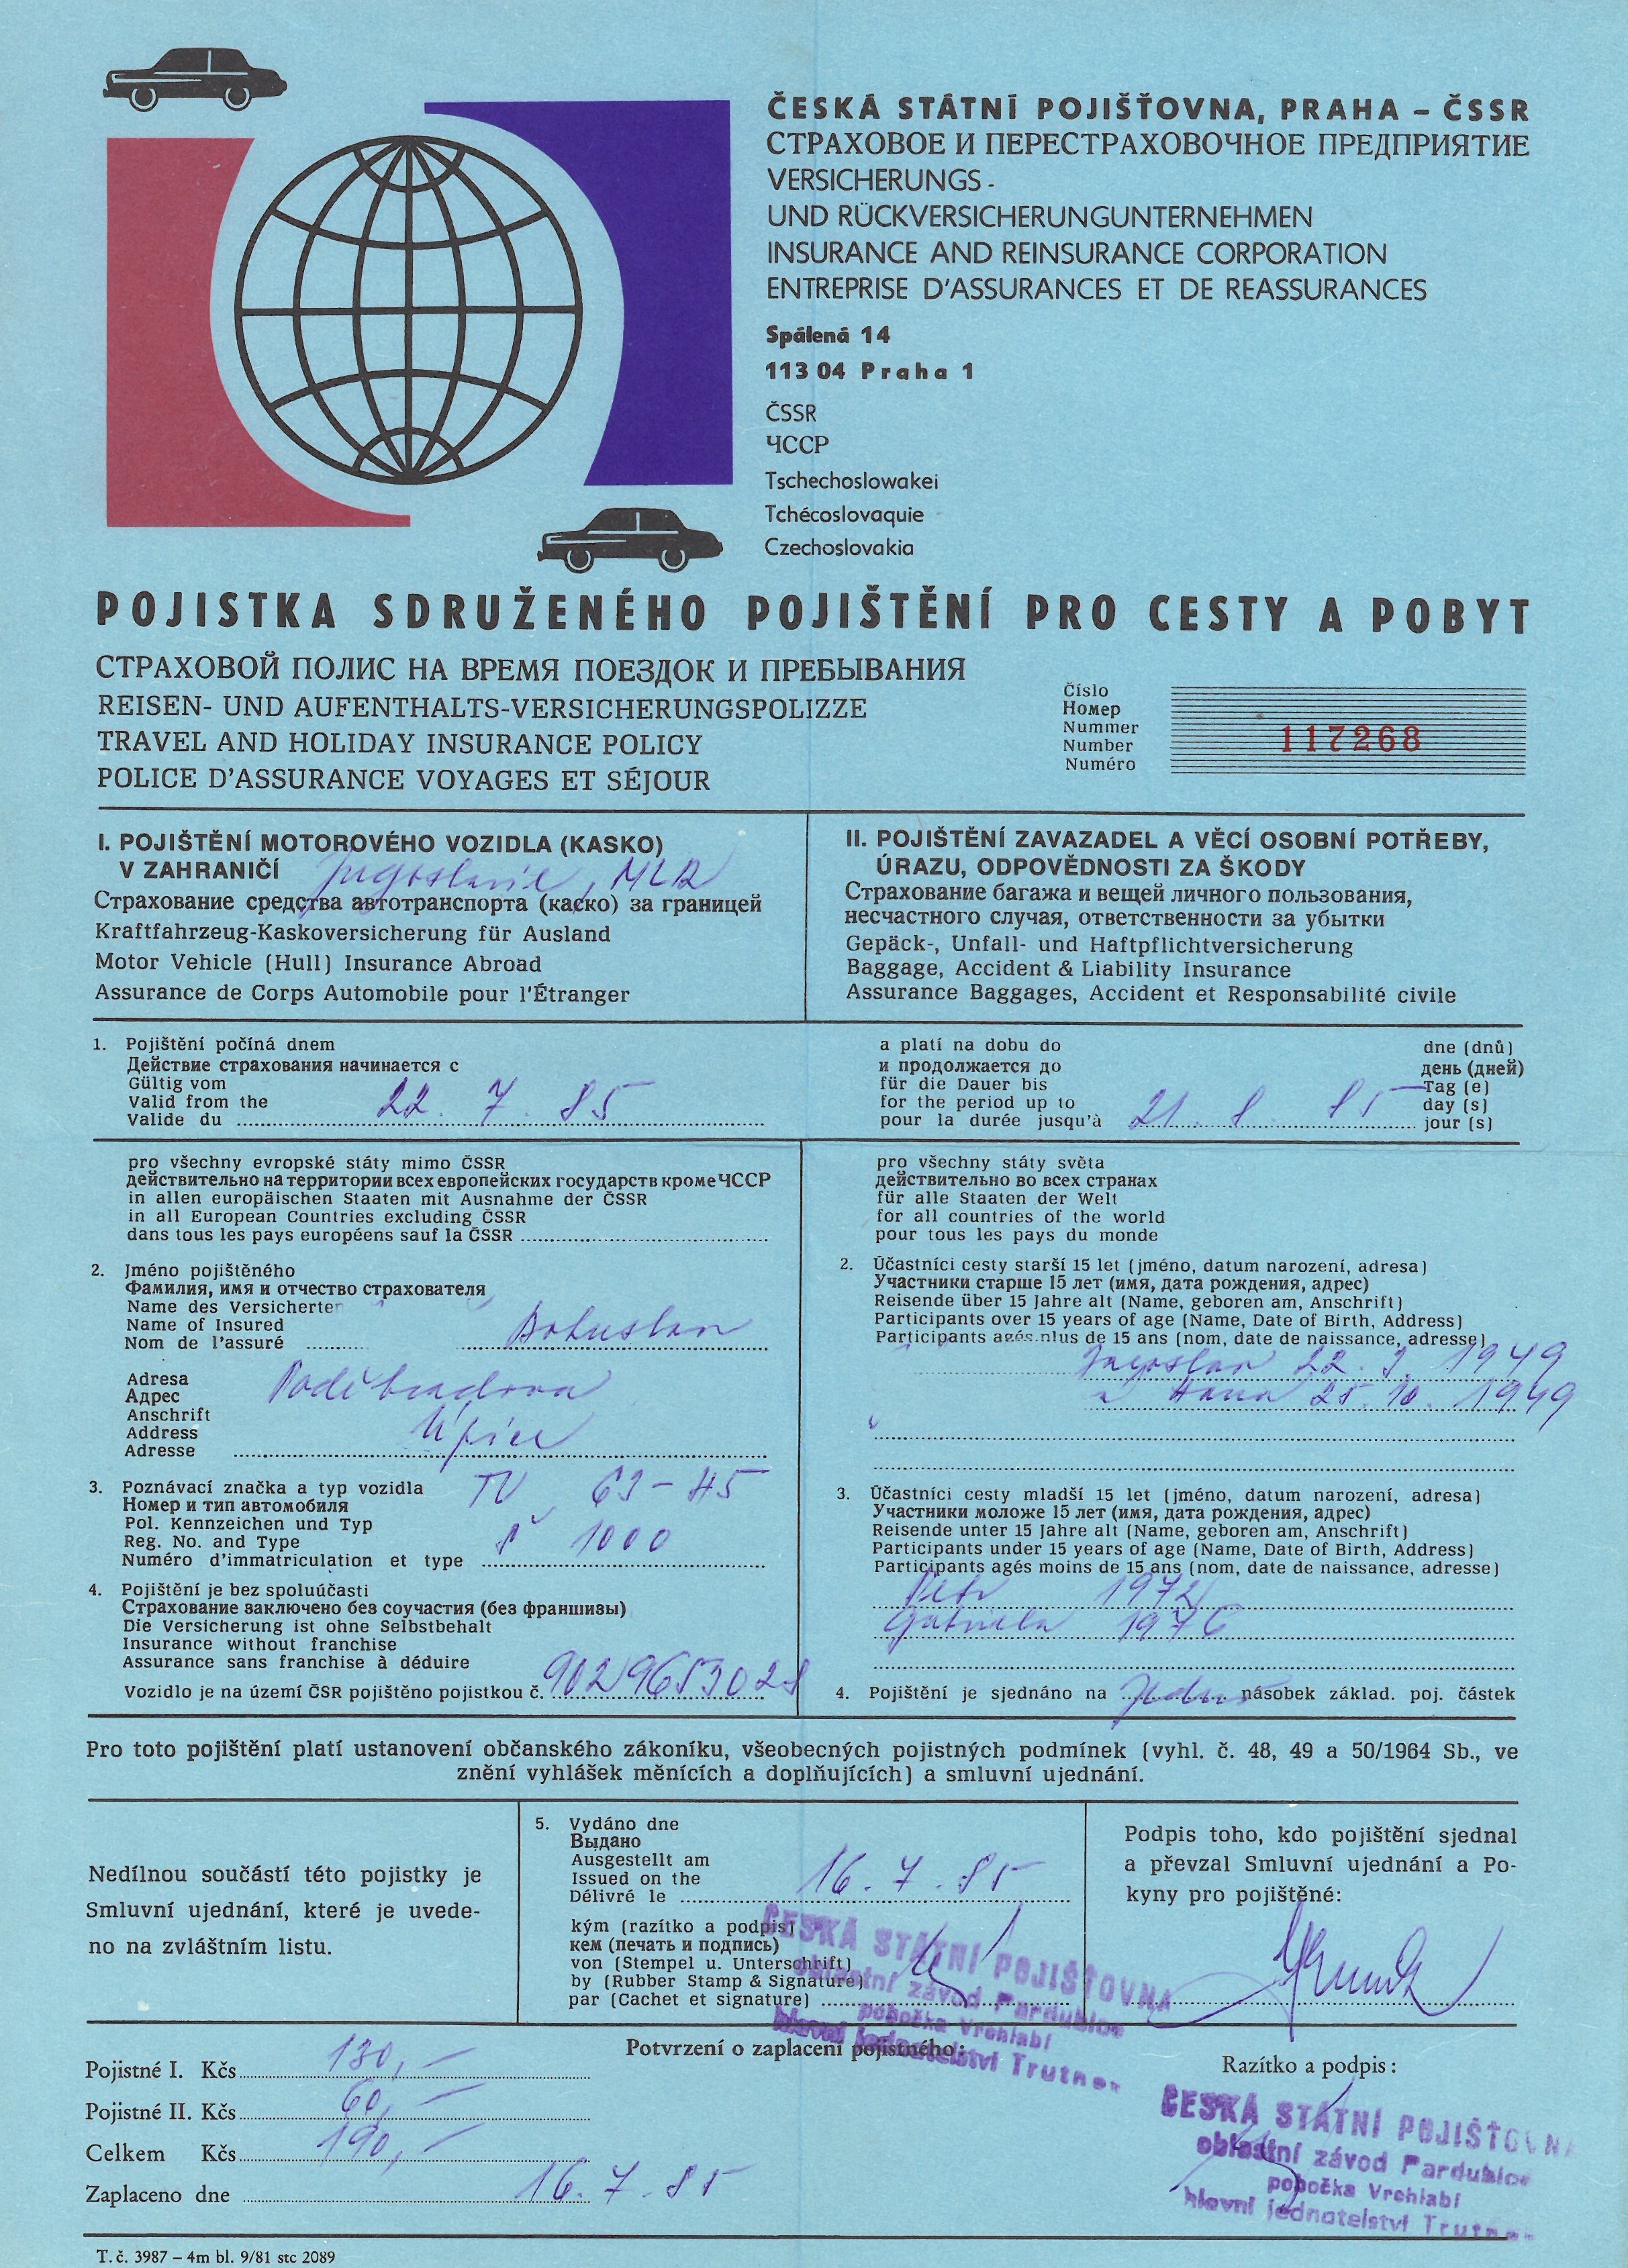 ČESKÁ STÁTNÍ POJIŠŤOVNA, PRAHA – ČSSR
СТРАХОВОЕ И ПЕРЕСТРАХОВОЧНОЕ ПРЕДПРИЯТИЕ
VERSICHERUNGS-
UND RÜCKVERSICHERUNGUNTERNEHMEN
INSURANCE AND REINSURANCE CORPORATION
ENTREPRISE D'ASSURANCES ET DE REASSURANCES
Spálená 14
113 04 Praha 1
ČSSR
ЧССР
Tschechoslowakei
Tchécoslovaquie
Czechoslovakia
POJISTKA SDRUŽENÉHO POJIŠTĚNÍ PRO CESTY A POBYT
СТРАХОВОЙ ПОЛИС НА ВРЕМЯ ПОЕЗДОК И ПРЕБЫВАНИЯ
REISEN- UND AUFENTHALTS-VERSICHERUNGSPOLIZZE
TRAVEL AND HOLIDAY INSURANCE POLICY
POLICE D'ASSURANCE VOYAGES ET SÉJOUR
Číslo
Номер
Nummer
Number
Numéro
117268
I. POJIŠTĚNÍ MOTOROVÉHO VOZIDLA (KASKO)
V ZAHRANIČÍ Jugoslavie, MLR
Страхование средства автотранспорта (каско) за границей
Kraftfahrzeug-Kaskoversicherung für Ausland
Motor Vehicle (Hull) Insurance Abroad
Assurance de Corps Automobile pour l'Étranger
II. POJIŠTĚNÍ ZAVAZADEL A VĚCÍ OSOBNÍ POTŘEBY,
ÚRAZU, ODPOVĚDNOSTI ZA ŠKODY
Страхование багажа и вещей личного пользования,
несчастного случая, ответственности за убытки
Gepäck-, Unfall- und Haftpflichtversicherung
Baggage, Accident & Liability Insurance
Assurance Baggages, Accident et Responsabilité civile
1. Pojištění počíná dnem
Действие страхования начинается с
Gültig vom
Valid from the
Valide du 22. 7. 85
a platí na dobu do
и продолжается до
für die Dauer bis
for the period up to
pour la durée jusqu'à 21. 8. 85
dne (dnů)
день (дней)
Tag (e)
day (s)
jour (s)
pro všechny evropské státy mimo ČSSR
действительно на территории всех европейских государств кроме ЧССР
in allen europäischen Staaten mit Ausnahme der ČSSR
in all European Countries excluding ČSSR
dans tous les pays européens sauf la ČSSR
2. Jméno pojištěného
Фамилия, имя и отчество страхователя
Name des Versicherter
Name of Insured
Nom de l'assuré Bohuslav
Adresa
Адрес
Anschrift
Address
Adresse
Poděbradova
Úpice
3. Poznávací značka a typ vozidla
Номер и тип автомобиля
Pol. Kennzeichen und Typ
Reg. No. and Type
Numéro d'immatriculation et type
TU 63-45
Š 1000
4. Pojištění je bez spoluúčasti
Страхование заключено без соучастия (без франшизы)
Die Versicherung ist ohne Selbstbehalt
Insurance without franchise
Assurance sans franchise à déduire
Vozidlo je na území ČSR pojištěno pojistkou č. 9029653028
pro všechny státy světa
действительно во всех странах
für alle Staaten der Welt
for all countries of the world
pour tous les pays du monde
2. Účastníci cesty starší 15 let (jméno, datum narození, adresa)
Участники старше 15 лет (имя, дата рождения, адрес)
Reisende über 15 Jahre alt (Name, geboren am, Anschrift)
Participants over 15 years of age (Name, Date of Birth, Address)
Participants agés plus de 15 ans (nom, date de naissance, adresse)
22. 3. 1949
Hana 25. 10. 1949
3. Účastníci cesty mladší 15 let (jméno, datum narození, adresa)
Участники моложе 15 лет (имя, дата рождения, адрес)
Reisende unter 15 Jahre alt (Name, geboren am, Anschrift)
Participants under 15 years of age (Name, Date of Birth, Address)
Participants agés moins de 15 ans (nom, date de naissance, adresse)
Petr 1972
Gabriela 1976
4. Pojištění je sjednáno na jedno násobek základ. poj. částek
Pro toto pojištění platí ustanovení občanského zákoníku, všeobecných pojistných podmínek (vyhl. č. 48, 49 a 50/1964 Sb., ve
znění vyhlášek měnících a doplňujících) a smluvní ujednání.
Nedílnou součástí této pojistky je
Smluvní ujednání, které je uvede-
no na zvláštním listu.
5. Vydáno dne
Выдано
Ausgestellt am
Issued on the
Délivré le 16. 7. 85
kým (razítko a podpis)
кем (печать и подпись)
von (Stempel u. Unterschrift)
by (Rubber Stamp & Signature)
par (Cachet et signature)
ČESKÁ STÁTNÍ POJIŠŤOVNA
oblastní závod Pardubice
pobočka Vrchlabí
hlavní jednatelství Trutnov
Podpis toho, kdo pojištění sjednal
a převzal Smluvní ujednání a Po-
kyny pro pojištěné:
Potvrzení o zaplacení pojistného:
Pojistné I. Kčs 130,-
Pojistné II. Kčs 60,-
Celkem Kčs 190,-
Zaplaceno dne 16. 7. 85
Razítko a podpis:
ČESKÁ STÁTNÍ POJIŠŤOVNA
oblastní závod Pardubice
pobočka Vrchlabí
hlavní jednatelství Trutnov
T. č. 3987 – 4m bl. 9/81 stc 2089